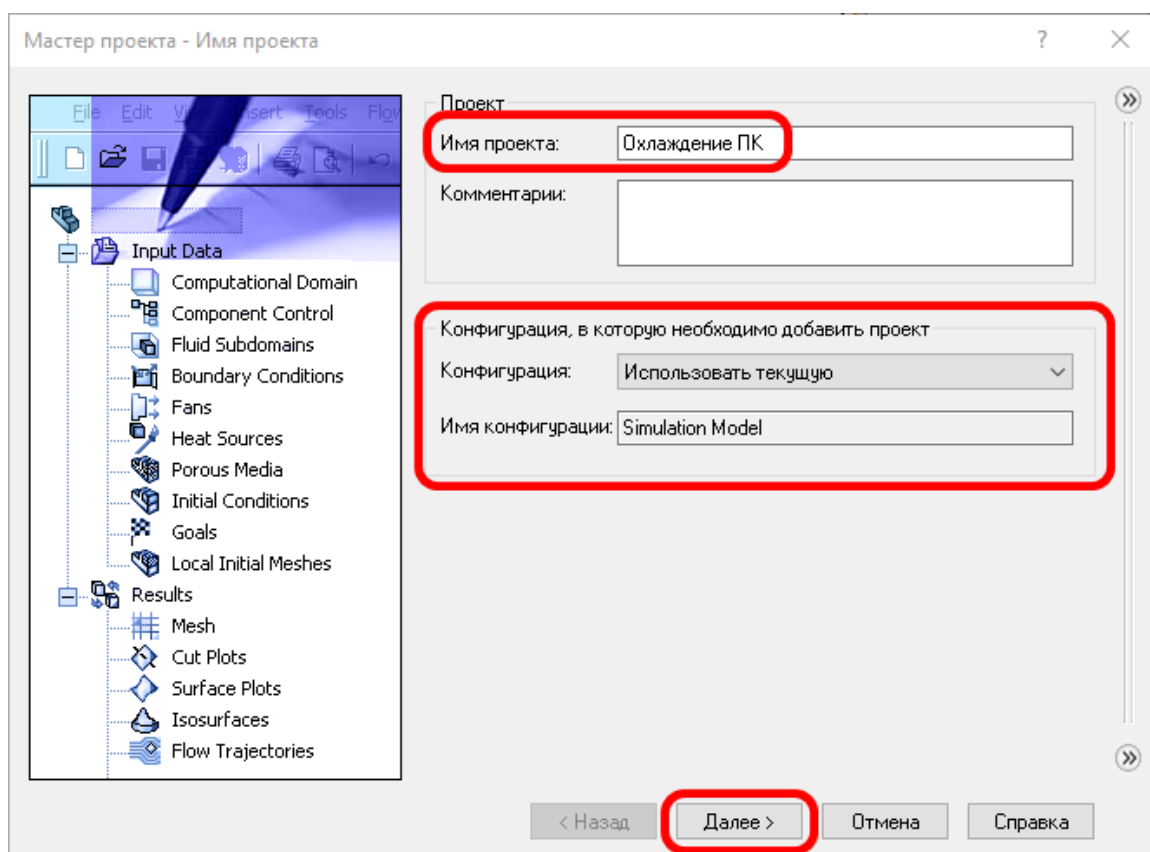 Мастер проекта - Имя проекта
?
File Edit Insert Tools
Input Data
Computational Domain
Component Control
Fluid Subdomains
Boundary Conditions
Fans
Heat Sources
Porous Media
Initial Conditions
Goals
Local Initial Meshes
Results
Mesh
Cut Plots
Surface Plots
Isosurfaces
Flow Trajectories
Проект
Имя проекта: Охлаждение ПК
Комментарии:
Конфигурация, в которую необходимо добавить проект
Конфигурация: Использовать текущую
Имя конфигурации: Simulation Model
< Назад Далее > Отмена Справка